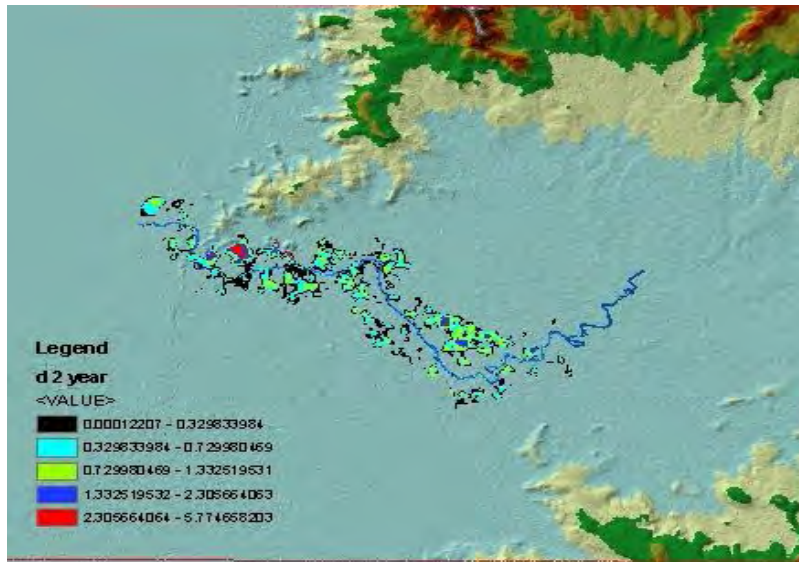 Legend
d 2 year
<VALUE>
0.00012207 - 0.329833984
0.329833984 - 0.729980469
0.729980469 - 1.332519531
1.332519532 - 2.305664063
2.305664064 - 5.774658203